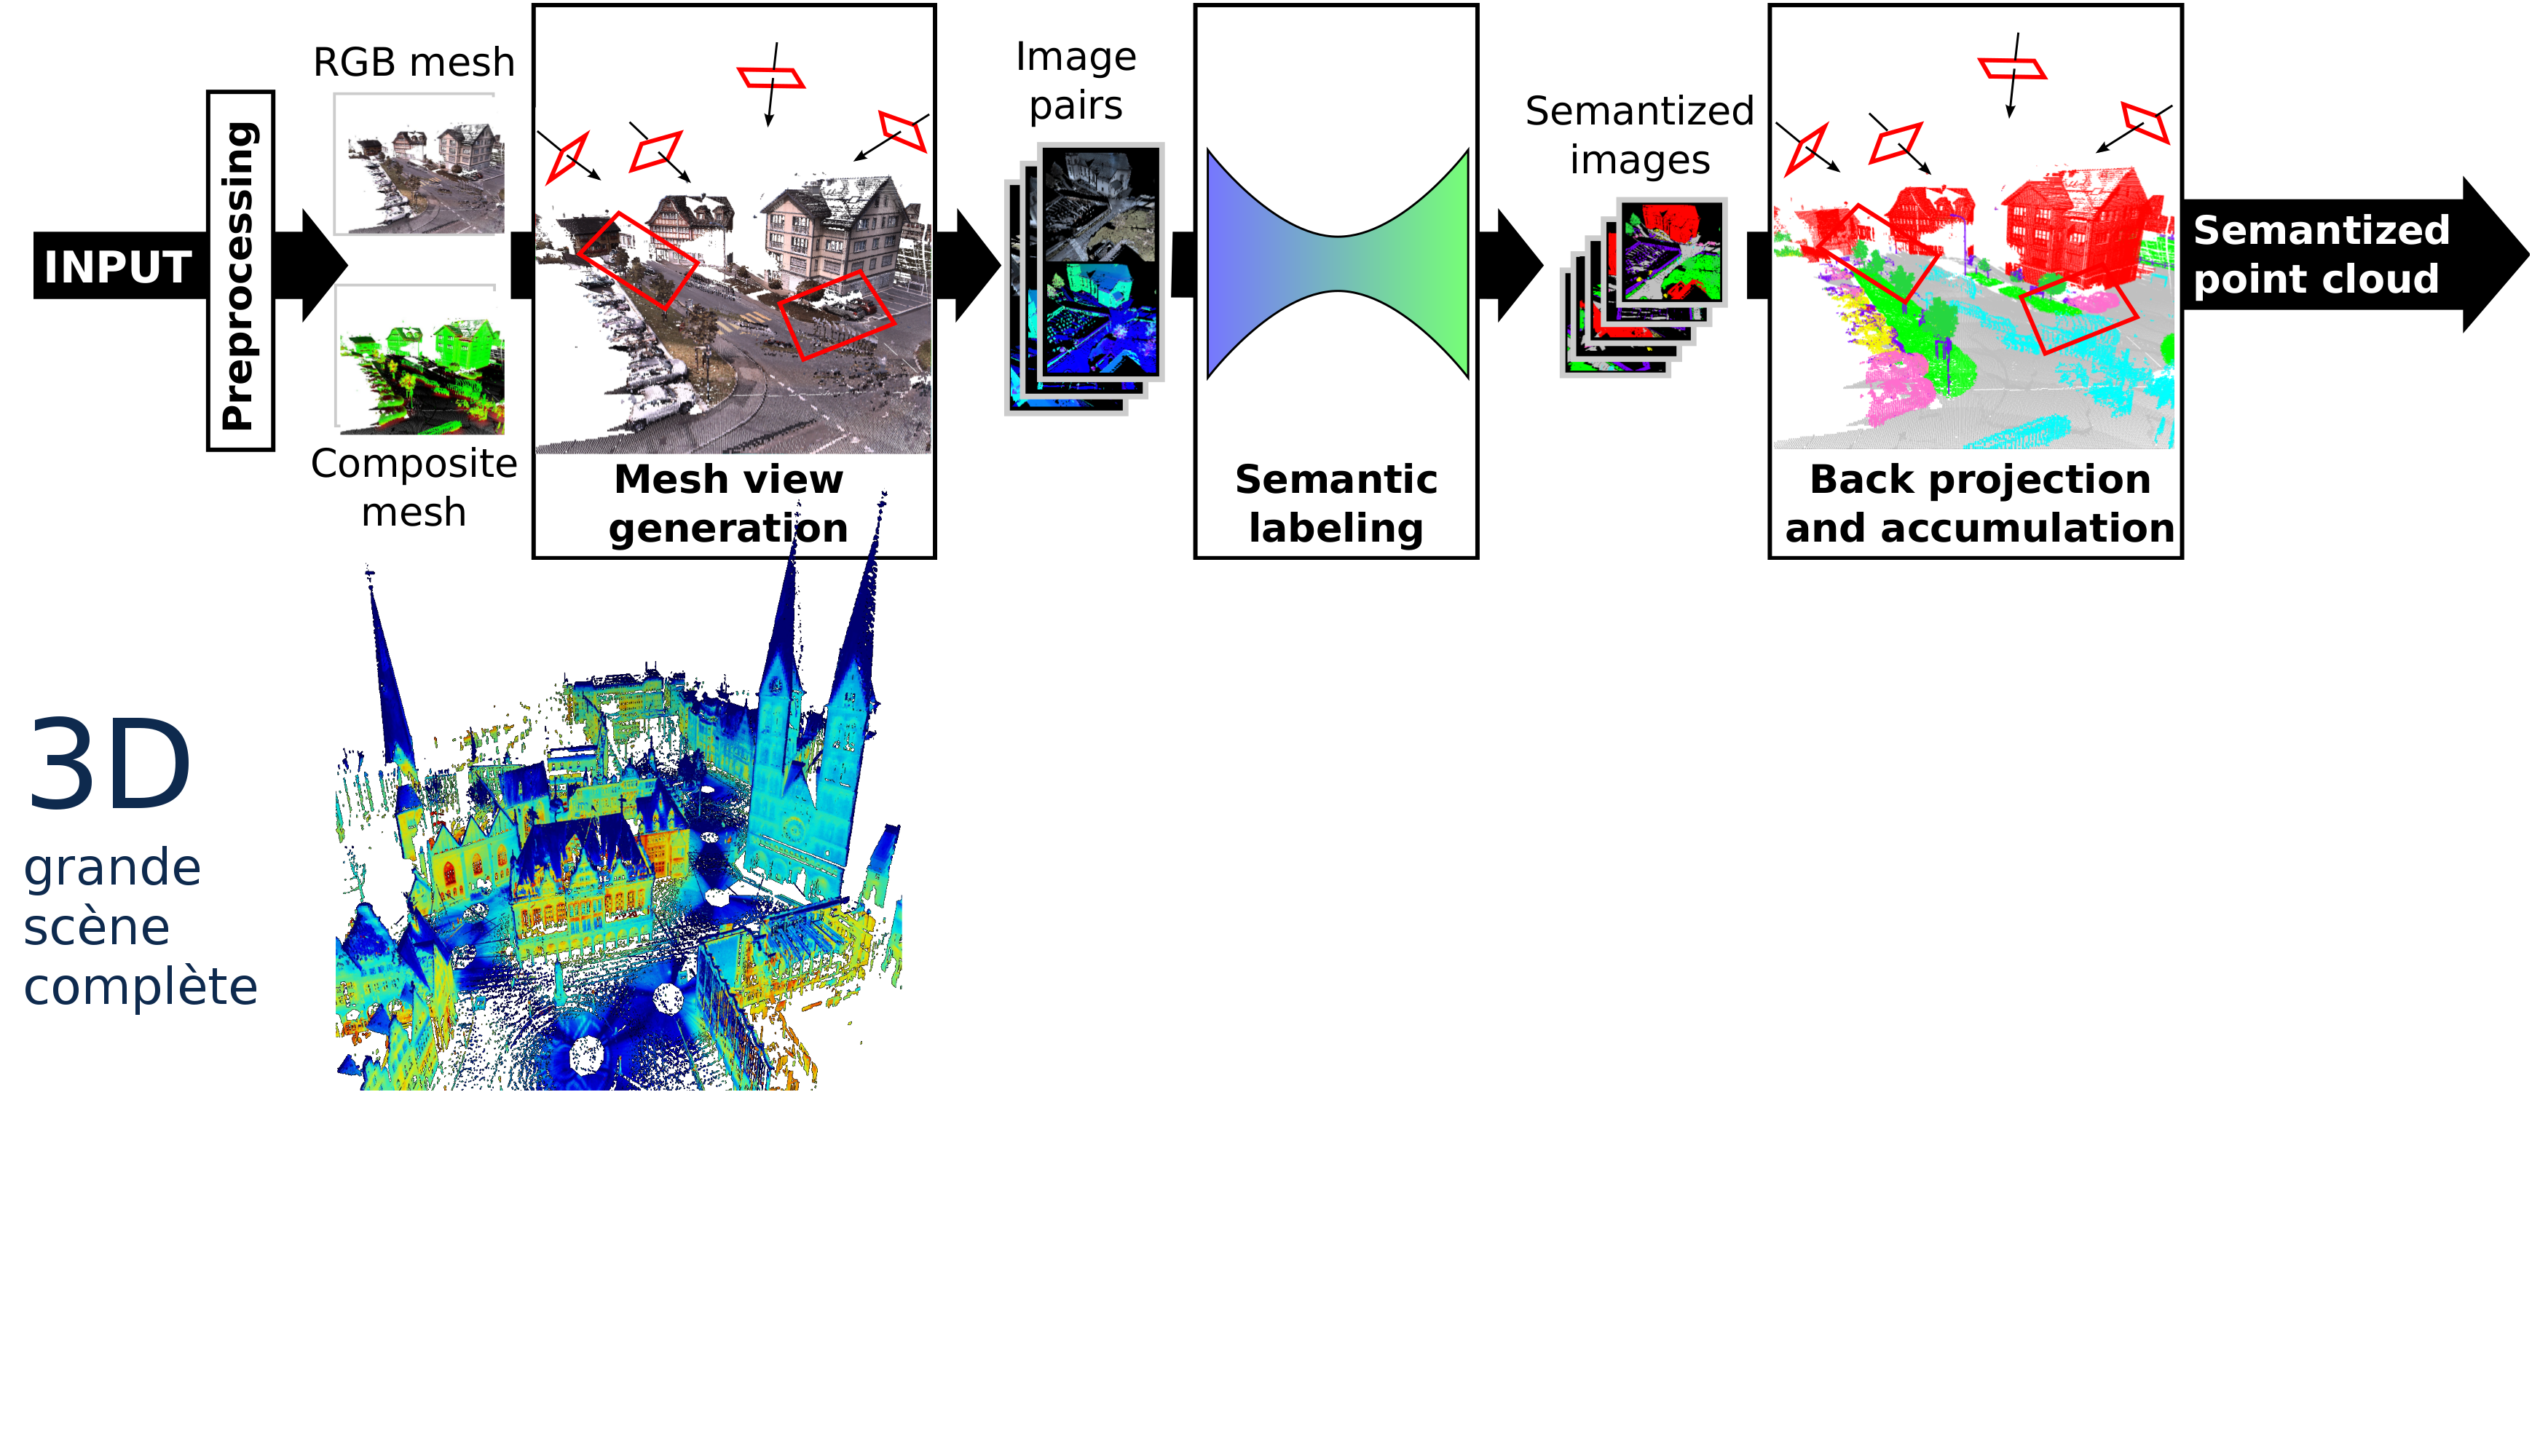 INPUT
Preprocessing
RGB mesh
Composite
mesh
Mesh view
generation
Image
pairs
Semantic
labeling
Semantized
images
Back projection
and accumulation
Semantized
point cloud
3D
grande
scène
complète